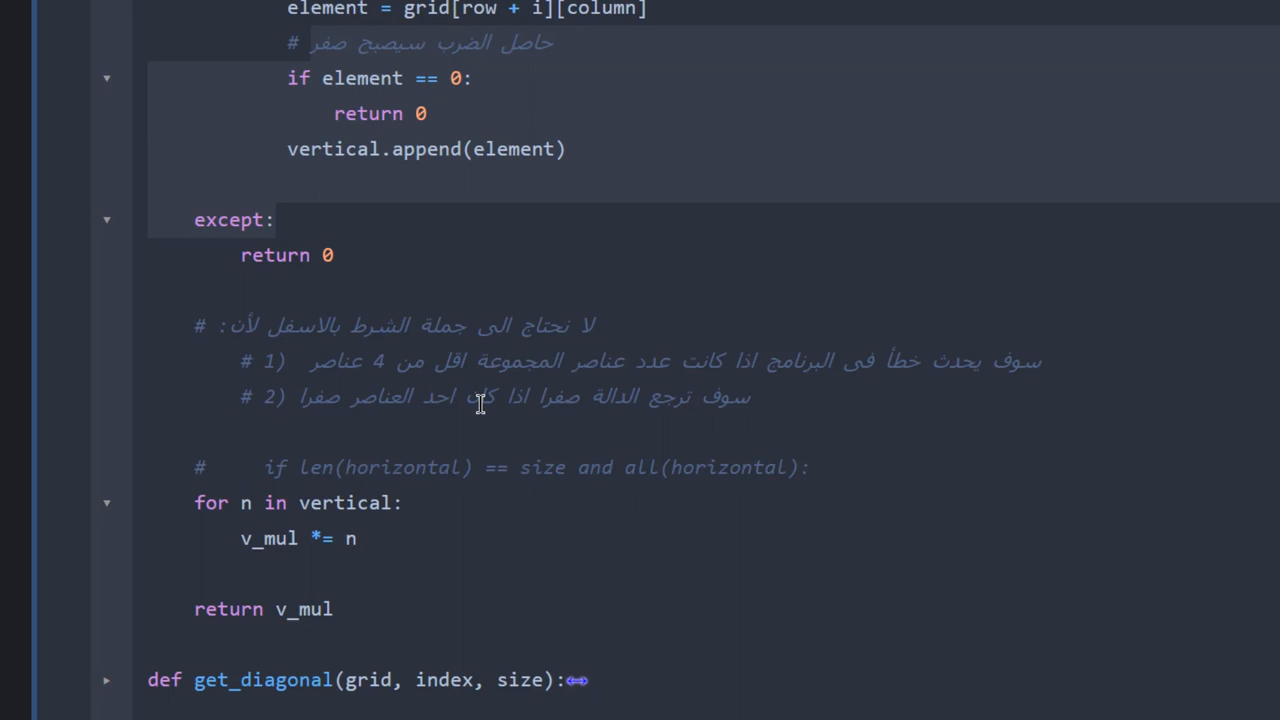 element = grid[row + i][column]
# حاصل الضرب سيصبح صفر
if element == 0:
return 0
vertical.append(element)
except:
return 0
# لا نحتاج الى جملة الشرط بالاسفل لأن:
# 1) سوف يحدث خطأ فى البرنامج اذا كانت عدد عناصر المجموعة اقل من 4 عناصر
# 2) سوف ترجع الدالة صفرا اذا كان احد العناصر صفرا
# if len(horizontal) == size and all(horizontal):
for n in vertical:
v_mul *= n
return v_mul
def get_diagonal(grid, index, size):